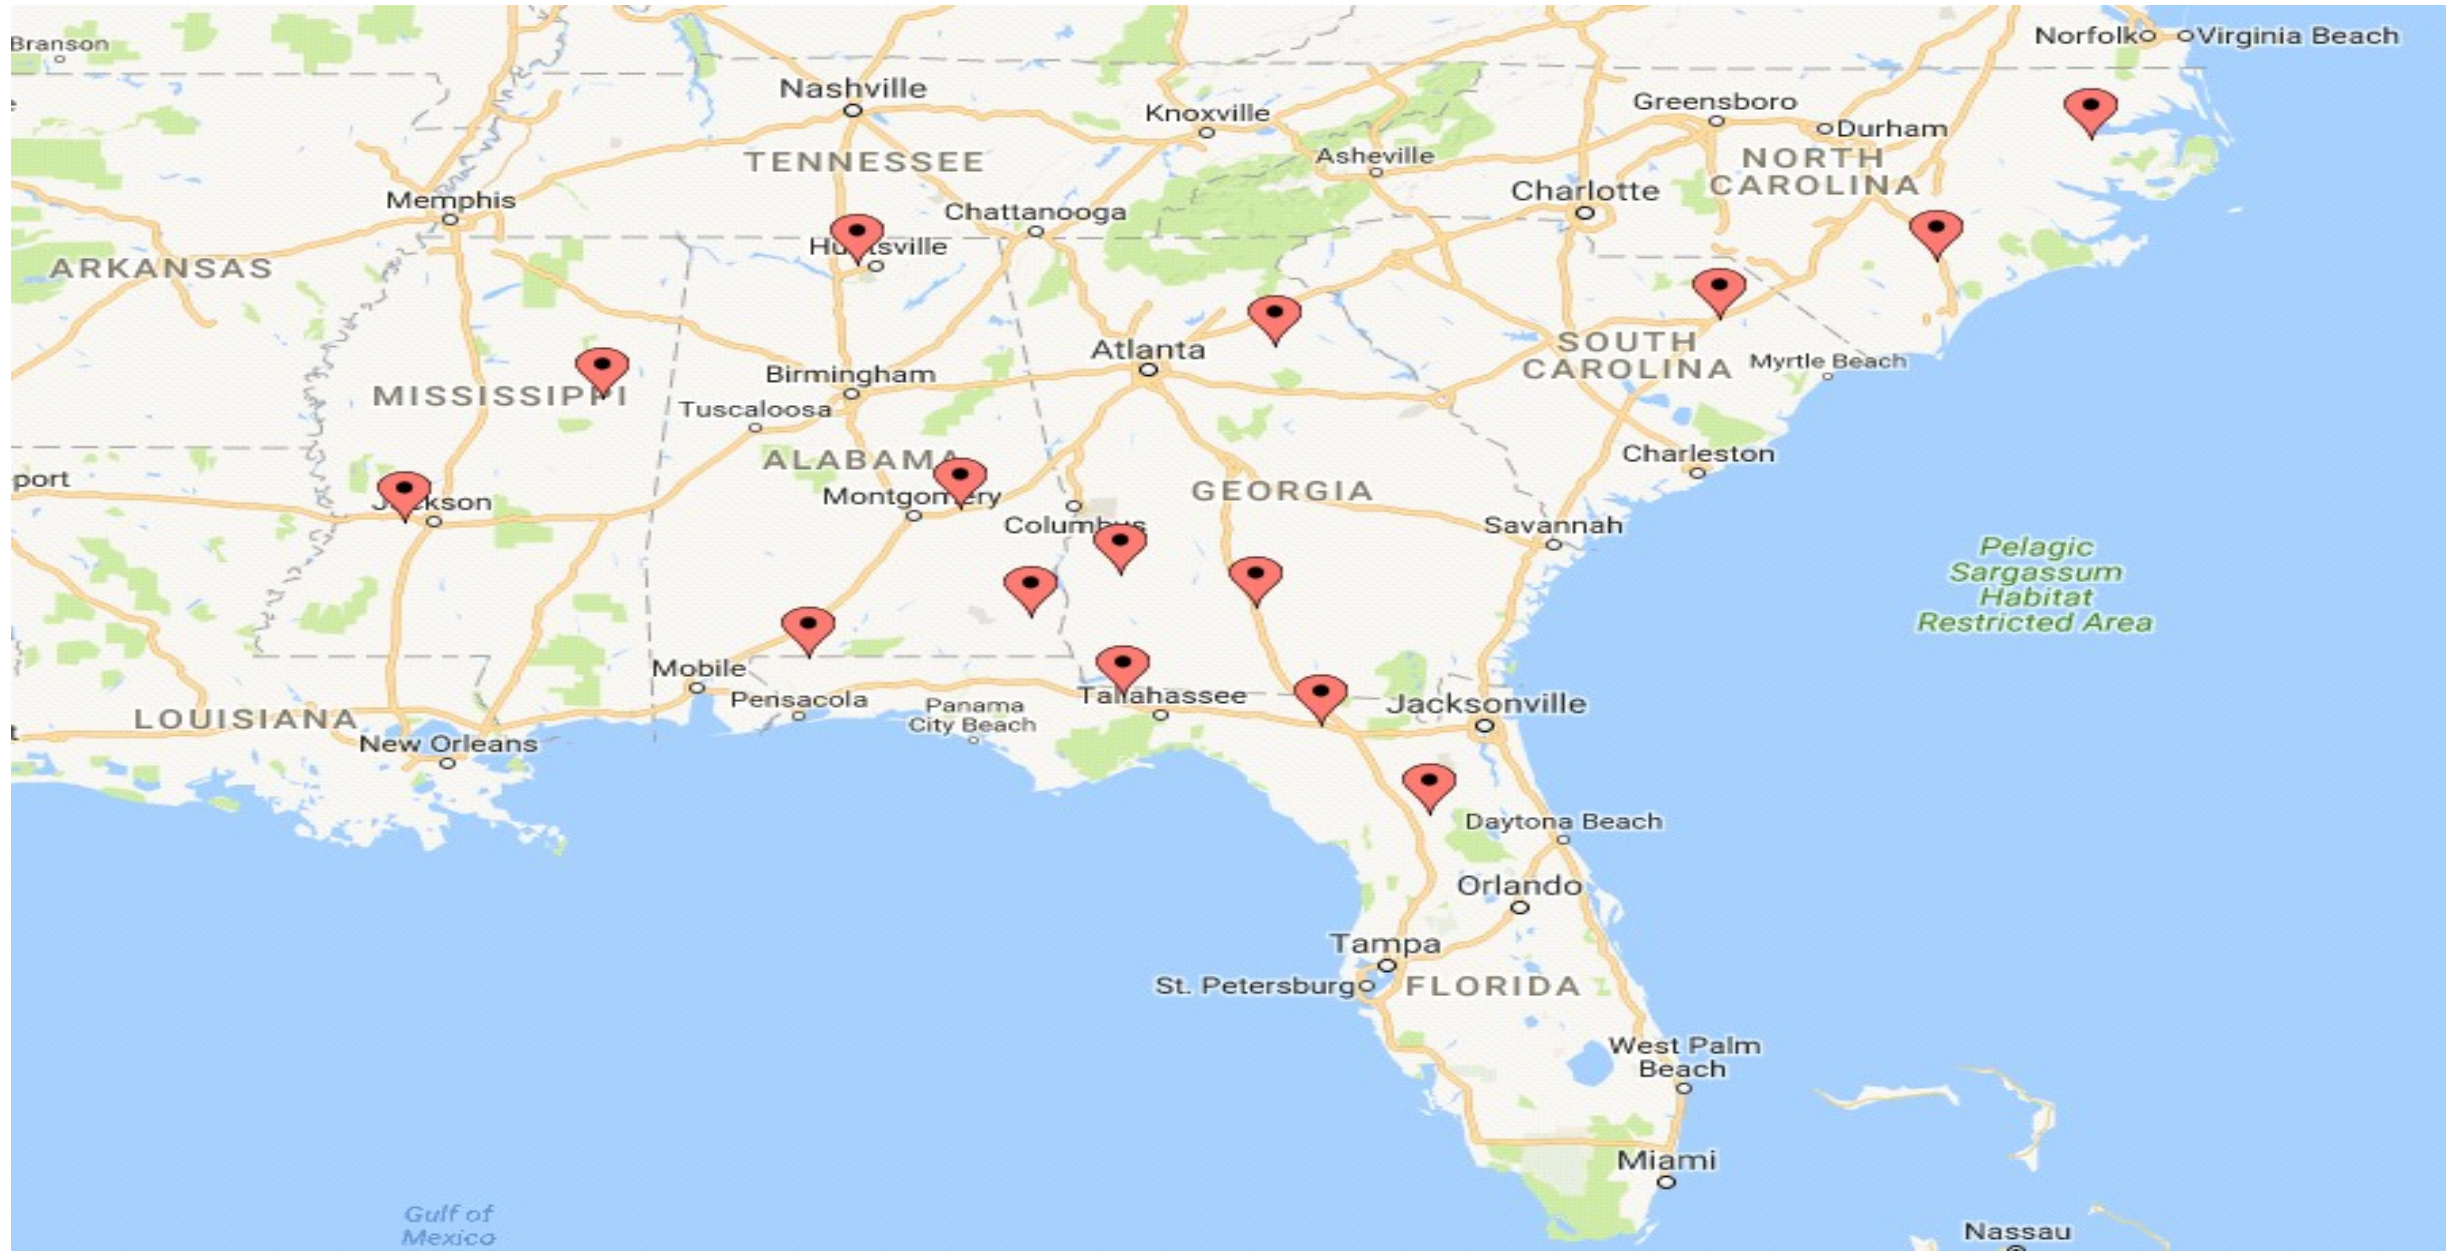 Branson
Norfolk
Virginia Beach
Nashville
Knoxville
Greensboro
Durham
TENNESSEE
Asheville
NORTH
CAROLINA
Charlotte
Memphis
Chattanooga
ARKANSAS
Atlanta
SOUTH
CAROLINA
Myrtle Beach
Birmingham
MISSISSIPPI
Tuscaloosa
ALABAMA
Charleston
port
Montgomery
GEORGIA
Columbus
Savannah
Pelagic
Sargassum
Habitat
Restricted Area
Mobile
Pensacola
Tallahassee
Panama
City Beach
Jacksonville
LOUISIANA
New Orleans
Daytona Beach
Orlando
Tampa
St. Petersburg
FLORIDA
West Palm
Beach
Miami
Gulf of
Mexico
Nassau